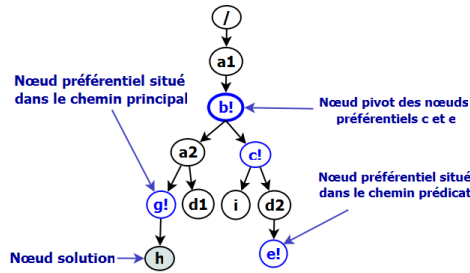 /
a1
Nœud préférentiel situé
dans le chemin principal
b!
Nœud pivot des nœuds
préférentiels c et e
a2
c!
Nœud préférentiel situé
dans le chemin prédicat
g!
d1
i
d2
Nœud solution
h
e!